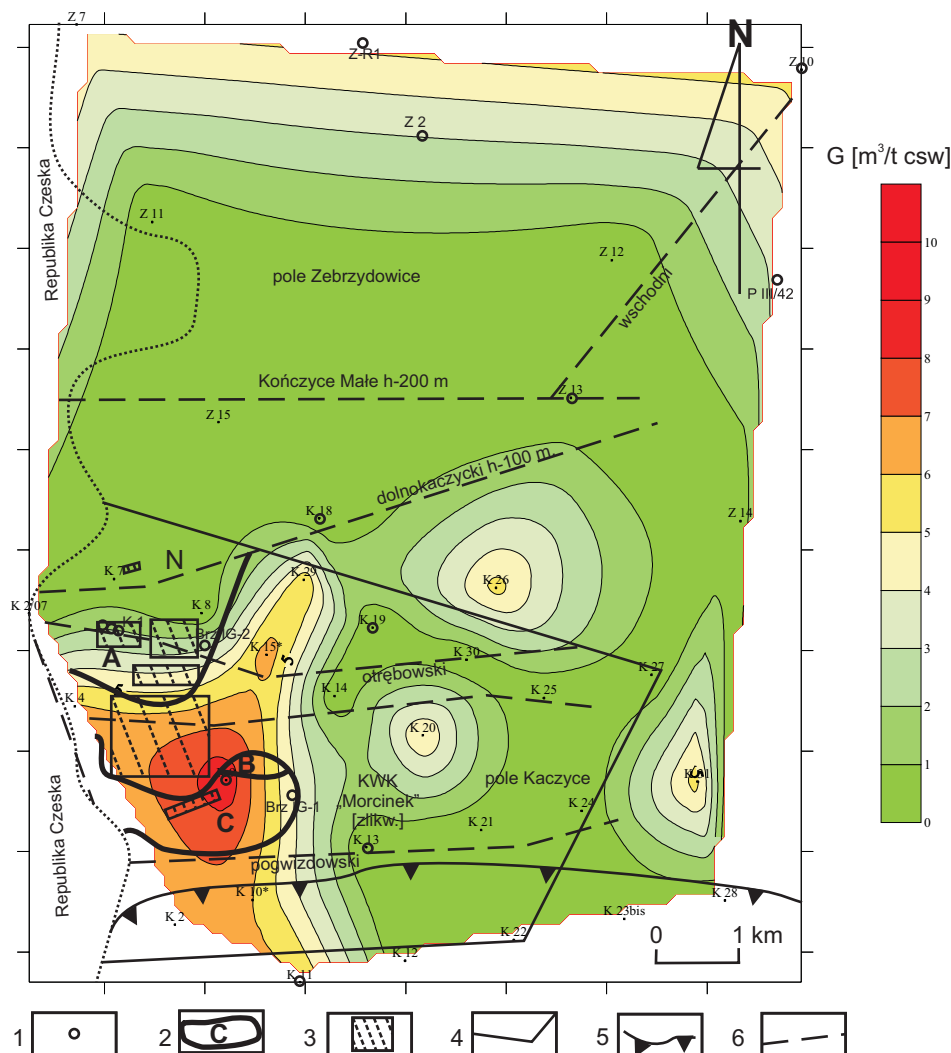 Z 7
Z-R1
N
Z 10
Z 2
G [m³/t csw]
Republika Czeska
Z 11
Z 12
pole Zebrzydowice
wschodni
P III/42
10
9
8
7
6
5
4
3
2
1
0
Kończyce Małe h-200 m
Z 13
Z 15
dolnokaczycki h-100 m.
K 18
Z 14
N
K 7
K 29
K 26
K 2/07
K 8
K 1
Brz IG-2
K 19
A
K 15*
5
K 30
otrębowski
K 27
K 4
K 14
K 25
K 20
B
KWK
„Morcinek”
[zlikw.]
pole Kaczyce
5
C
Brz IG-1
K 24
K 21
K 13
pogwizdowski
Republika Czeska
K 10*
K 28
K 2
K 23bis
K 22
K 12
K 11
0 1 km
1 2 C 3 4 5 6